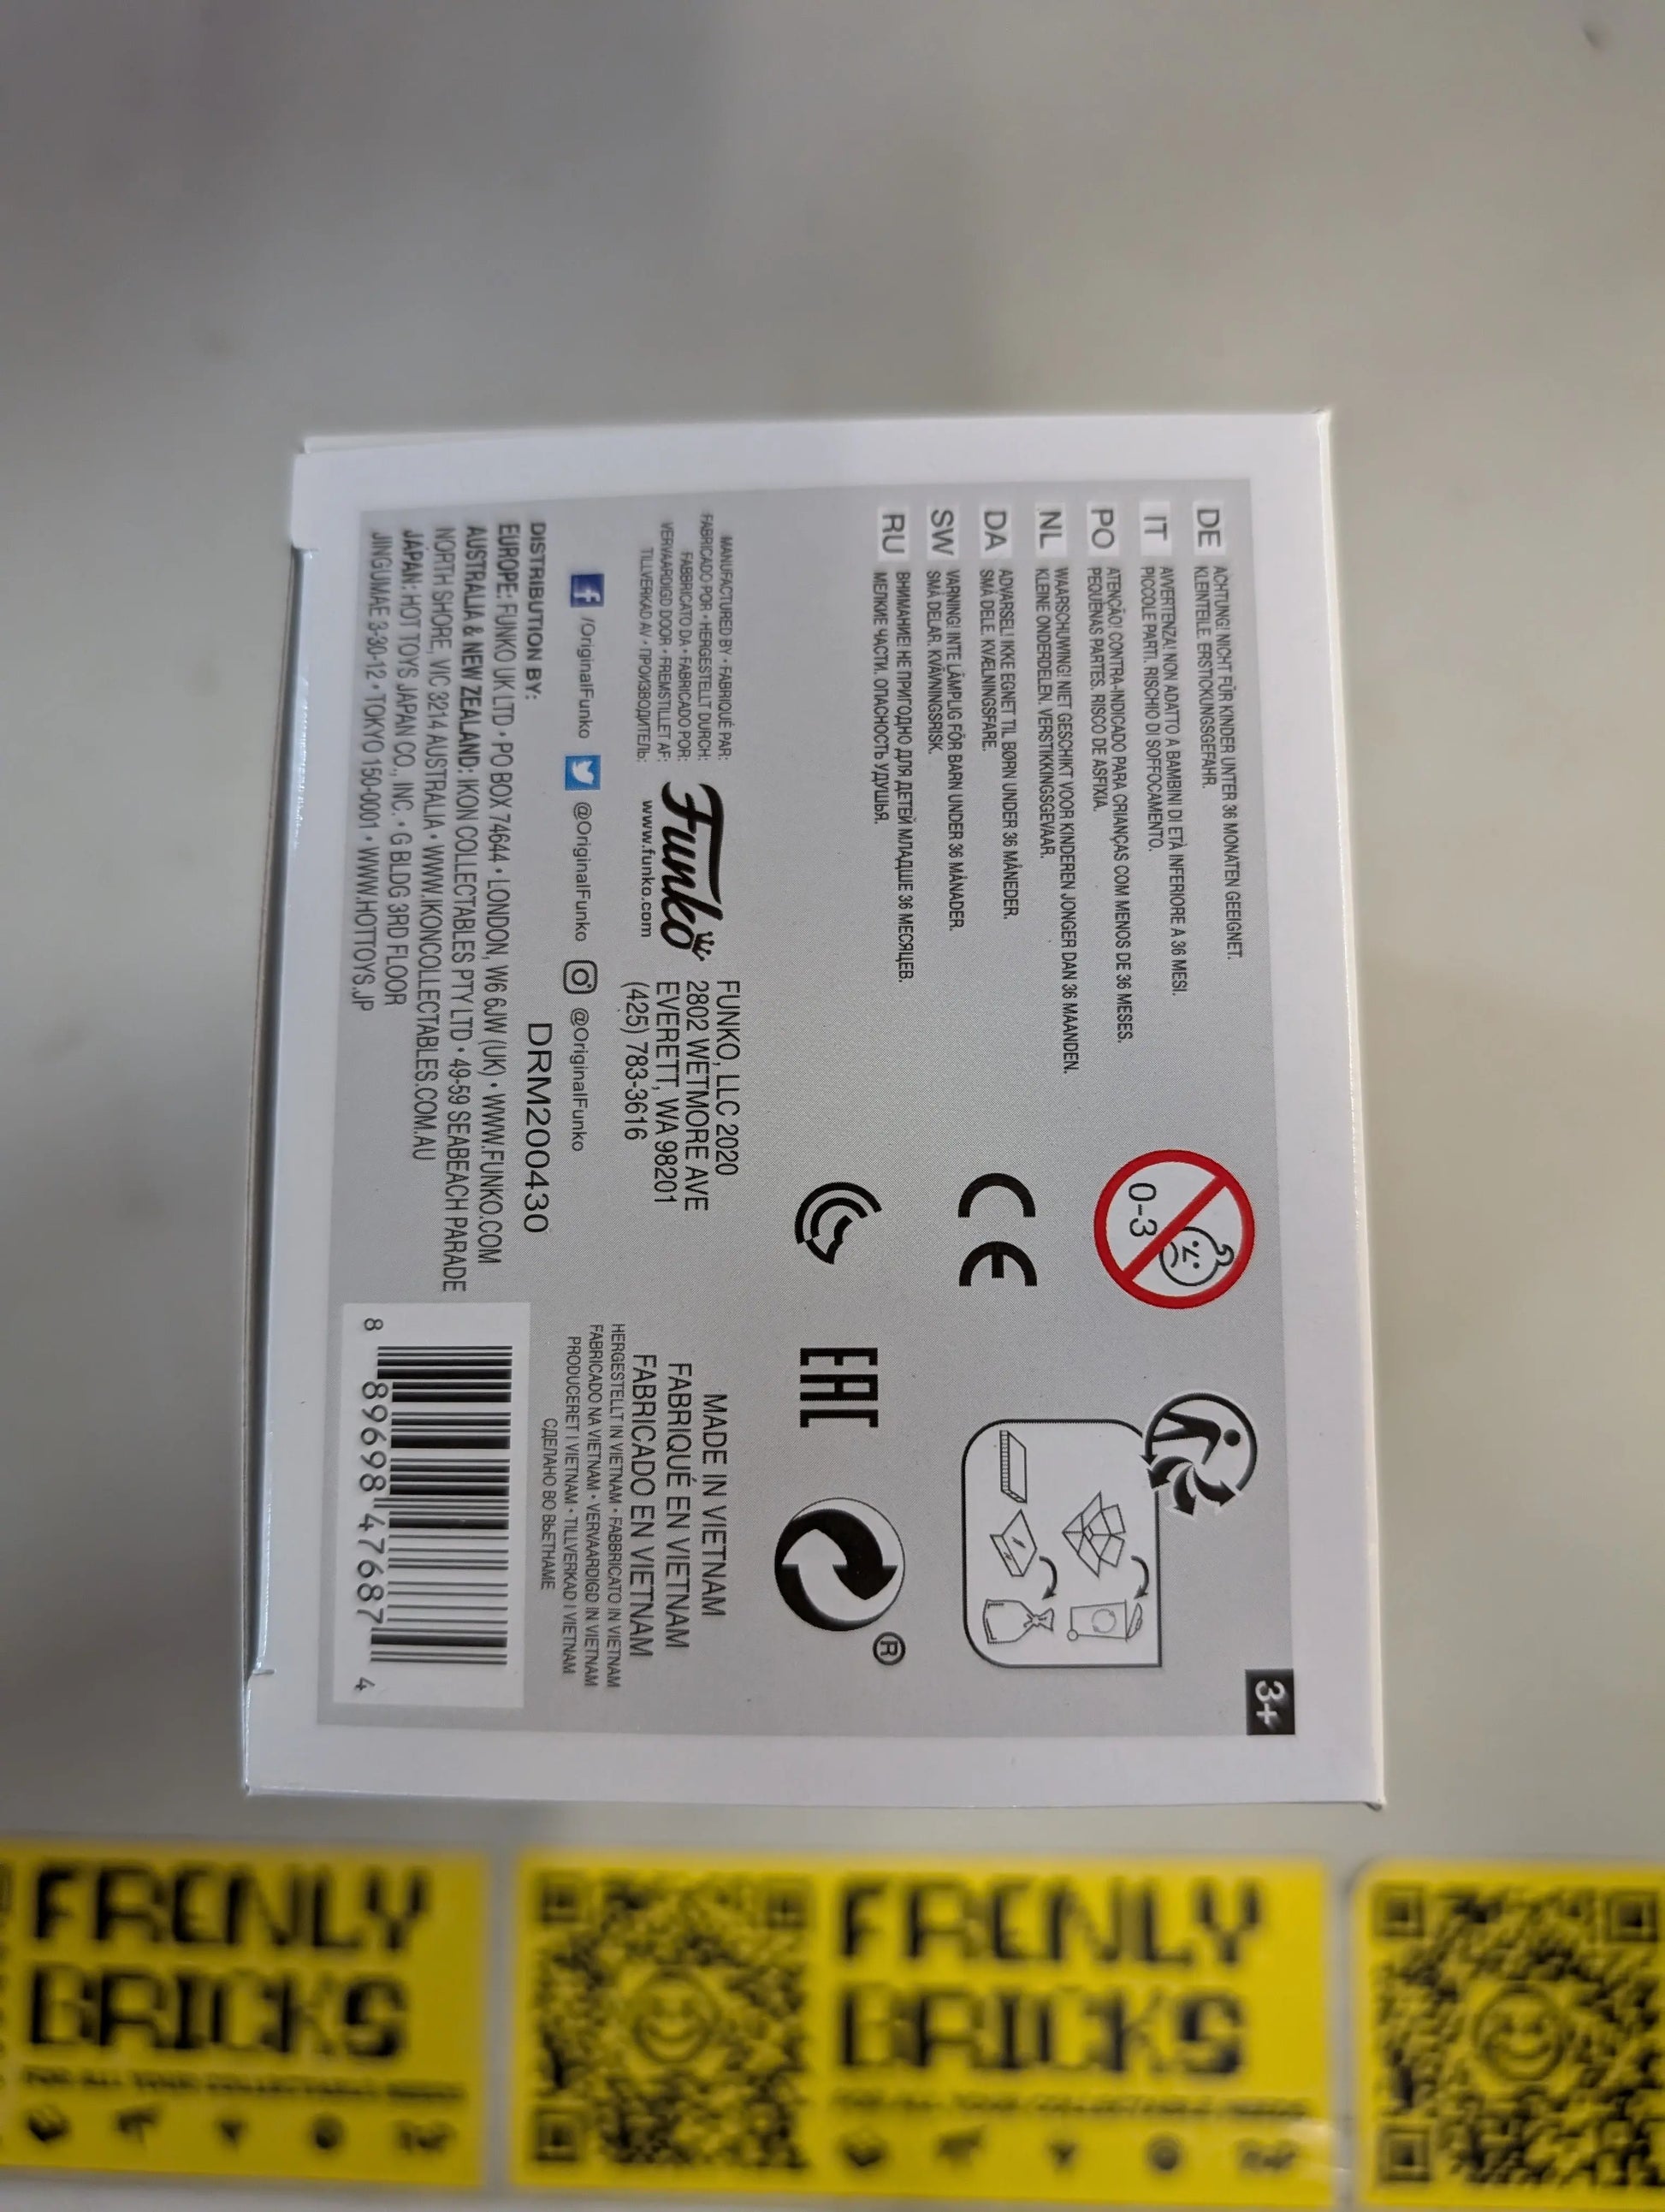 3+
DE ACHTUNG! NICHT FÜR KINDER UNTER 36 MONATEN GEEIGNET.
KLEINTEILE. ERSTICKUNGSGEFAHR.
IT AVVERTENZA! NON ADATTO A BAMBINI DI ETÀ INFERIORE A 36 MESI.
PICCOLE PARTI. RISCHIO DI SOFFOCAMENTO.
PO ATENÇÃO! CONTRA-INDICADO PARA CRIANÇAS COM MENOS DE 36 MESES.
PEQUENAS PARTES. RISCO DE ASFIXIA.
NL WAARSCHUWING! NIET GESCHIKT VOOR KINDEREN JONGER DAN 36 MAANDEN.
KLEINE ONDERDELEN. VERSTIKKINGSGEVAAR.
DA ADVARSEL! IKKE EGNET TIL BØRN UNDER 36 MÅNEDER.
SMÅ DELE. KVÆLNINGSFARE.
SW VARNING! INTE LÄMPLIG FÖR BARN UNDER 36 MÅNADER.
SMÅ DELAR. KVÄVNINGSRISK.
RU ВНИМАНИЕ! НЕ ПРИГОДНО ДЛЯ ДЕТЕЙ МЛАДШЕ 36 МЕСЯЦЕВ.
МЕЛКИЕ ЧАСТИ. ОПАСНОСТЬ УДУШЬЯ.
0-3
CE
EAC
®
MANUFACTURED BY • FABRIQUÉ PAR:
FABRICADO POR • HERGESTELLT DURCH:
FABBRICATO DA • FABRICADO POR:
VERVAARDIGD DOOR • FREMSTILLET AF:
TILLVERKAD AV • ПРОИЗВОДИТЕЛЬ:
Funko
www.funko.com
FUNKO, LLC 2020
2802 WETMORE AVE
EVERETT, WA 98201
(425) 783-3616
MADE IN VIETNAM
FABRIQUÉ EN VIETNAM
FABRICADO EN VIETNAM
HERGESTELLT IN VIETNAM • FABBRICATO IN VIETNAM
FABRICADO NA VIETNAM • VERVAARDIGD IN VIETNAM
PRODUCERET I VIETNAM • TILLVERKAD I VIETNAM
СДЕЛАНО ВО ВЬЕТНАМЕ
f /OriginalFunko @OriginalFunko @OriginalFunko
DISTRIBUTION BY:
DRM200430
EUROPE: FUNKO UK LTD • PO BOX 74644 • LONDON, W6 6JW (UK) • WWW.FUNKO.COM
AUSTRALIA & NEW ZEALAND: IKON COLLECTABLES PTY LTD • 49-59 SEABEACH PARADE
NORTH SHORE, VIC 3214 AUSTRALIA • WWW.IKONCOLLECTABLES.COM.AU
JAPAN: HOT TOYS JAPAN CO., INC. • G BLDG 3RD FLOOR
JINGUMAE 3-30-12 • TOKYO 150-0001 • WWW.HOTTOYS.JP
8 89698 47687 4
FRENLY
BRICKS
FOR ALL YOUR COLLECTABLE NEEDS
FRENLY
BRICKS
FOR ALL YOUR COLLECTABLE NEEDS